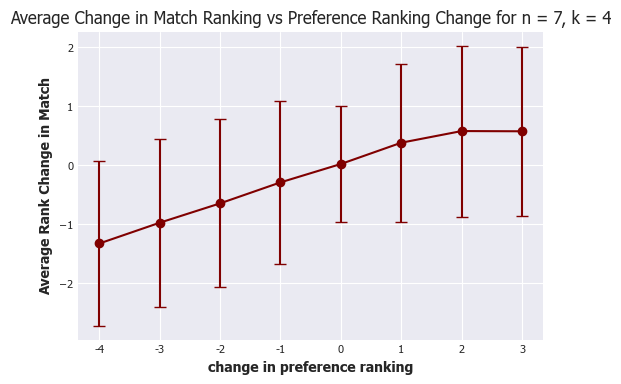 Average Change in Match Ranking vs Preference Ranking Change for n = 7, k = 4
2
1
0
−1
−2
Average Rank Change in Match
-4 -3 -2 -1 0 1 2 3
change in preference ranking